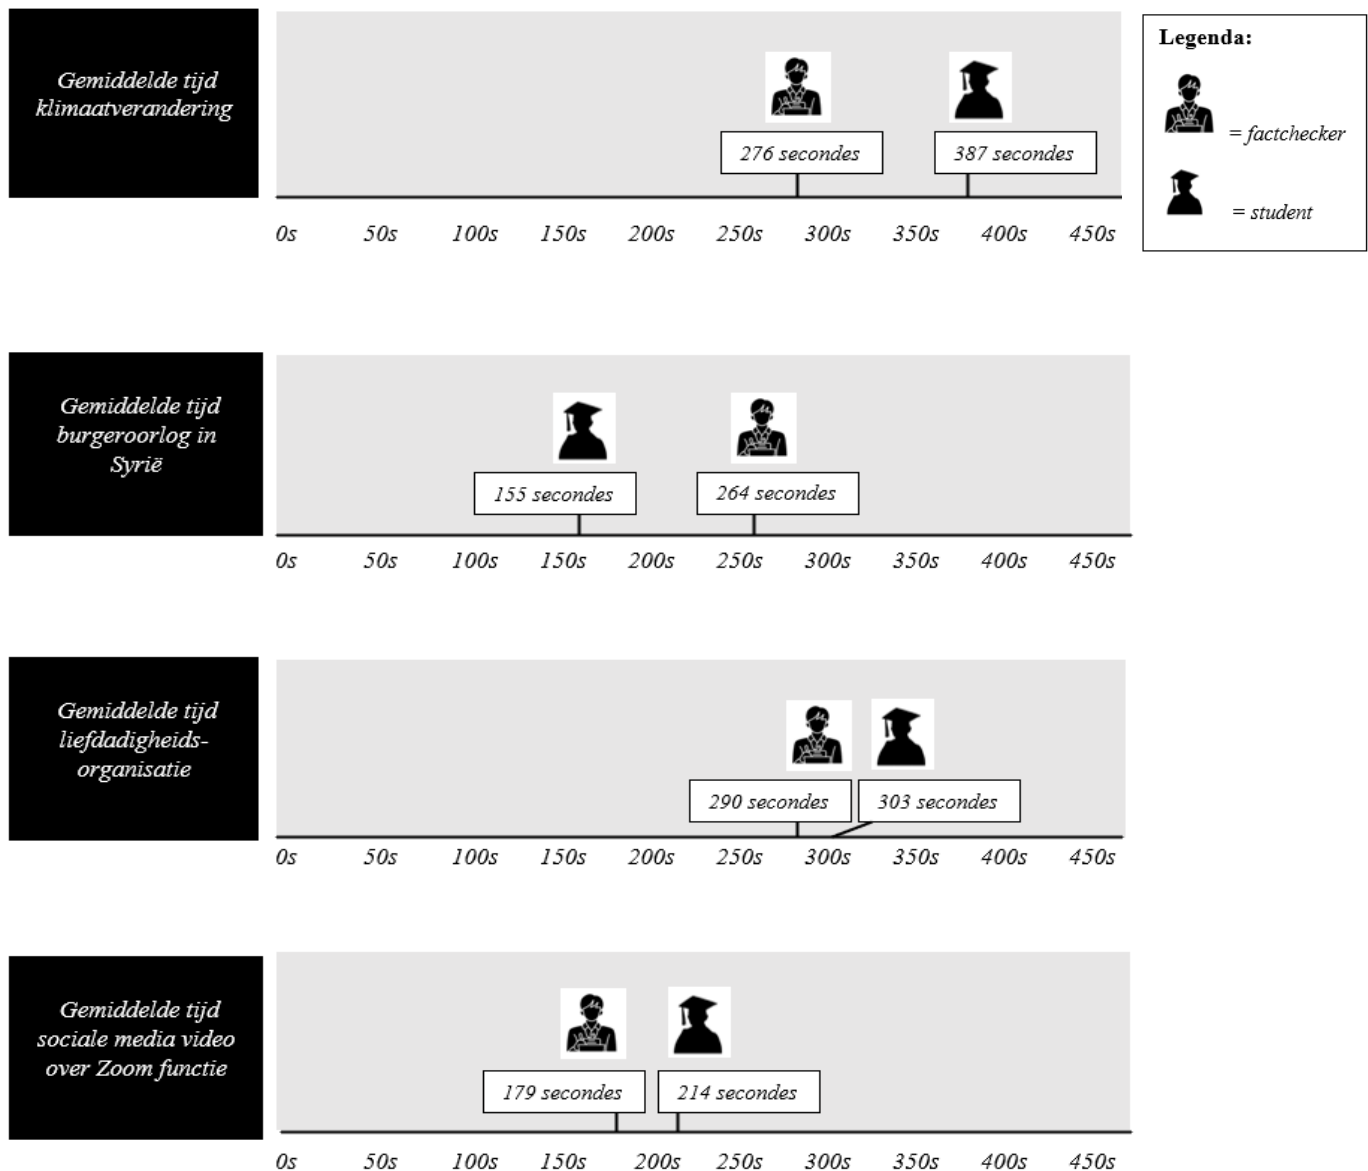 Gemiddelde tijd
klimaatverandering
276 secondes
387 secondes
0s 50s 100s 150s 200s 250s 300s 350s 400s 450s
Legenda:
= factchecker
= student
Gemiddelde tijd
burgeroorlog in
Syrië
155 secondes
264 secondes
0s 50s 100s 150s 200s 250s 300s 350s 400s 450s
Gemiddelde tijd
liefdadigheids-
organisatie
290 secondes
303 secondes
0s 50s 100s 150s 200s 250s 300s 350s 400s 450s
Gemiddelde tijd
sociale media video
over Zoom functie
179 secondes
214 secondes
0s 50s 100s 150s 200s 250s 300s 350s 400s 450s